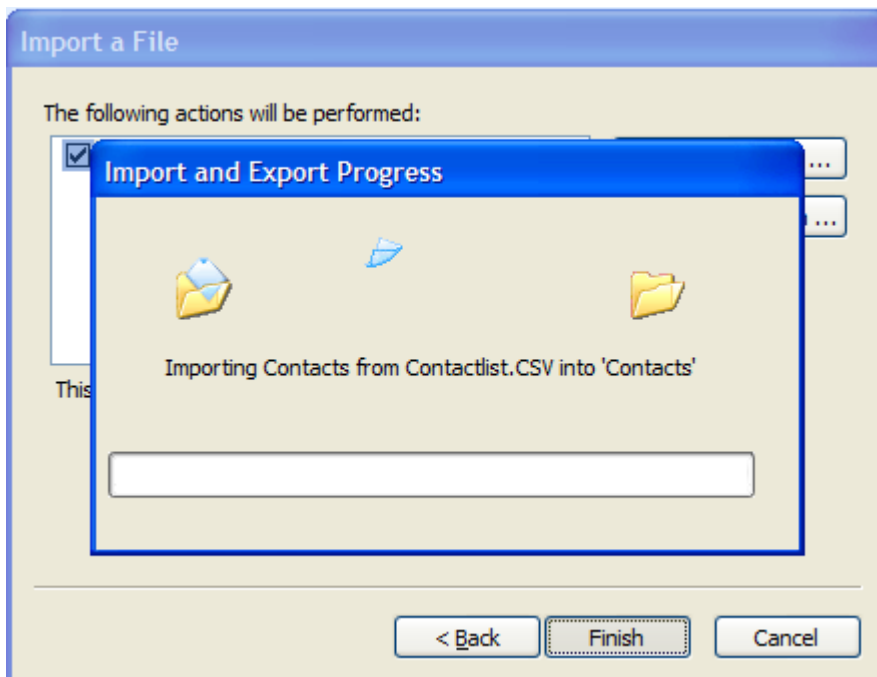 Import a File
The following actions will be performed:
...
...
Import and Export Progress
Importing Contacts from Contactlist.CSV into 'Contacts'
This
< Back
Finish
Cancel